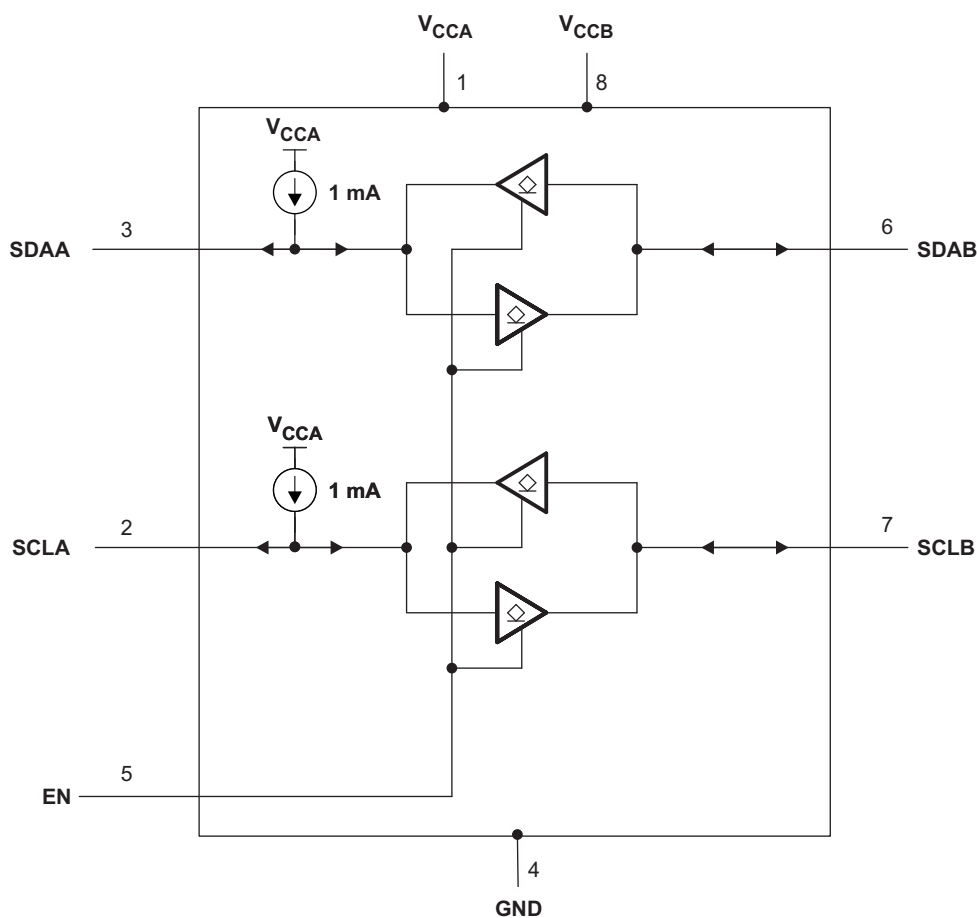 VCCA VCCB
1 8
VCCA
1 mA
3 6
SDAA SDAB
VCCA
1 mA
2 7
SCLA SCLB
5
EN
4
GND